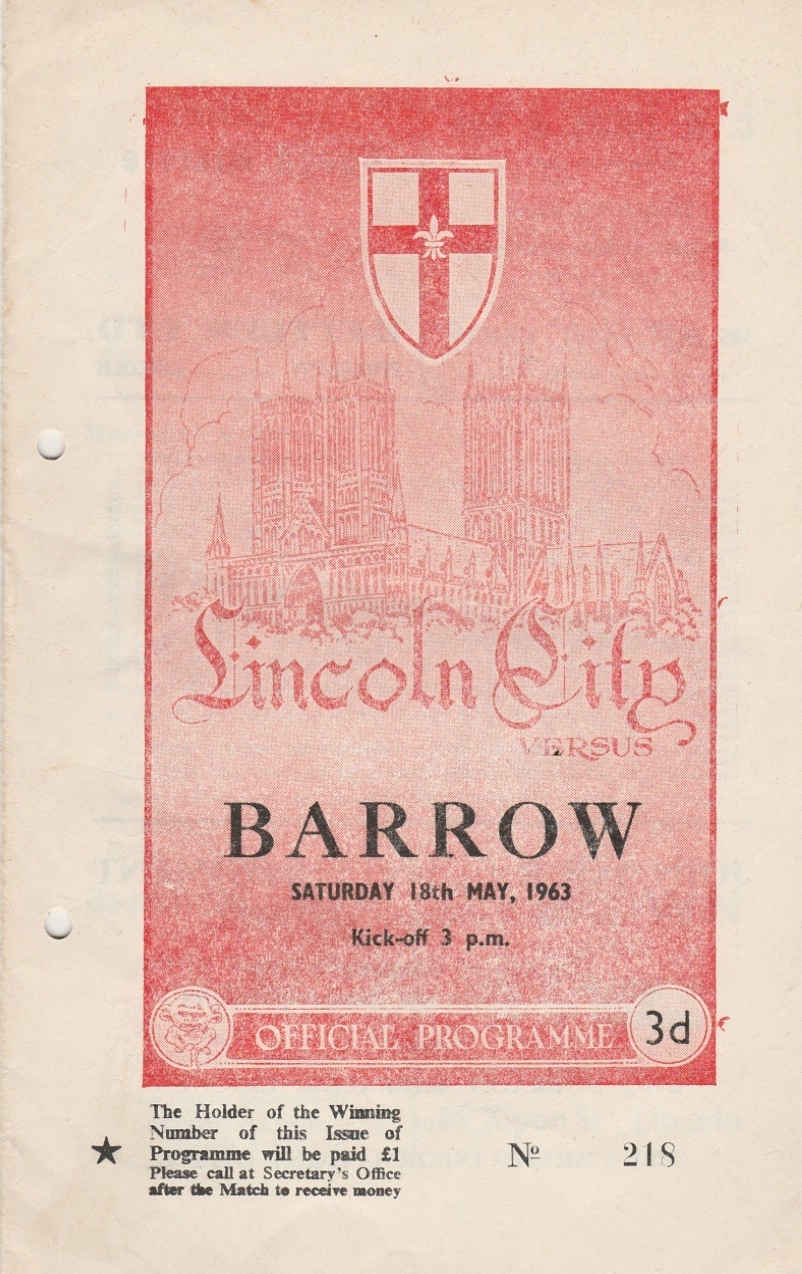 Lincoln City
VERSUS
BARROW
SATURDAY 18th MAY, 1963
Kick-off 3 p.m.
OFFICIAL PROGRAMME
3d
The Holder of the Winning
Number of this Issue of
★ Programme will be paid £1
Please call at Secretary's Office
after the Match to receive money
Nº 218